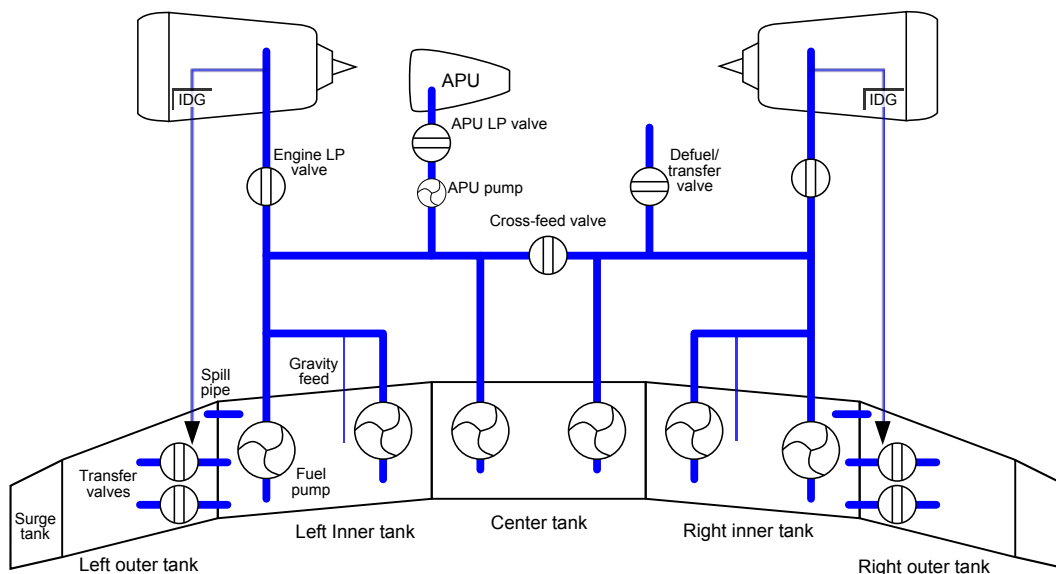 APU
IDG
IDG
APU LP valve
Engine LP
valve
Defuel/
transfer
valve
APU pump
Cross-feed valve
Gravity
feed
Spill
pipe
Transfer
valves
Fuel
pump
Surge
tank
Left Inner tank
Center tank
Right inner tank
Left outer tank
Right outer tank